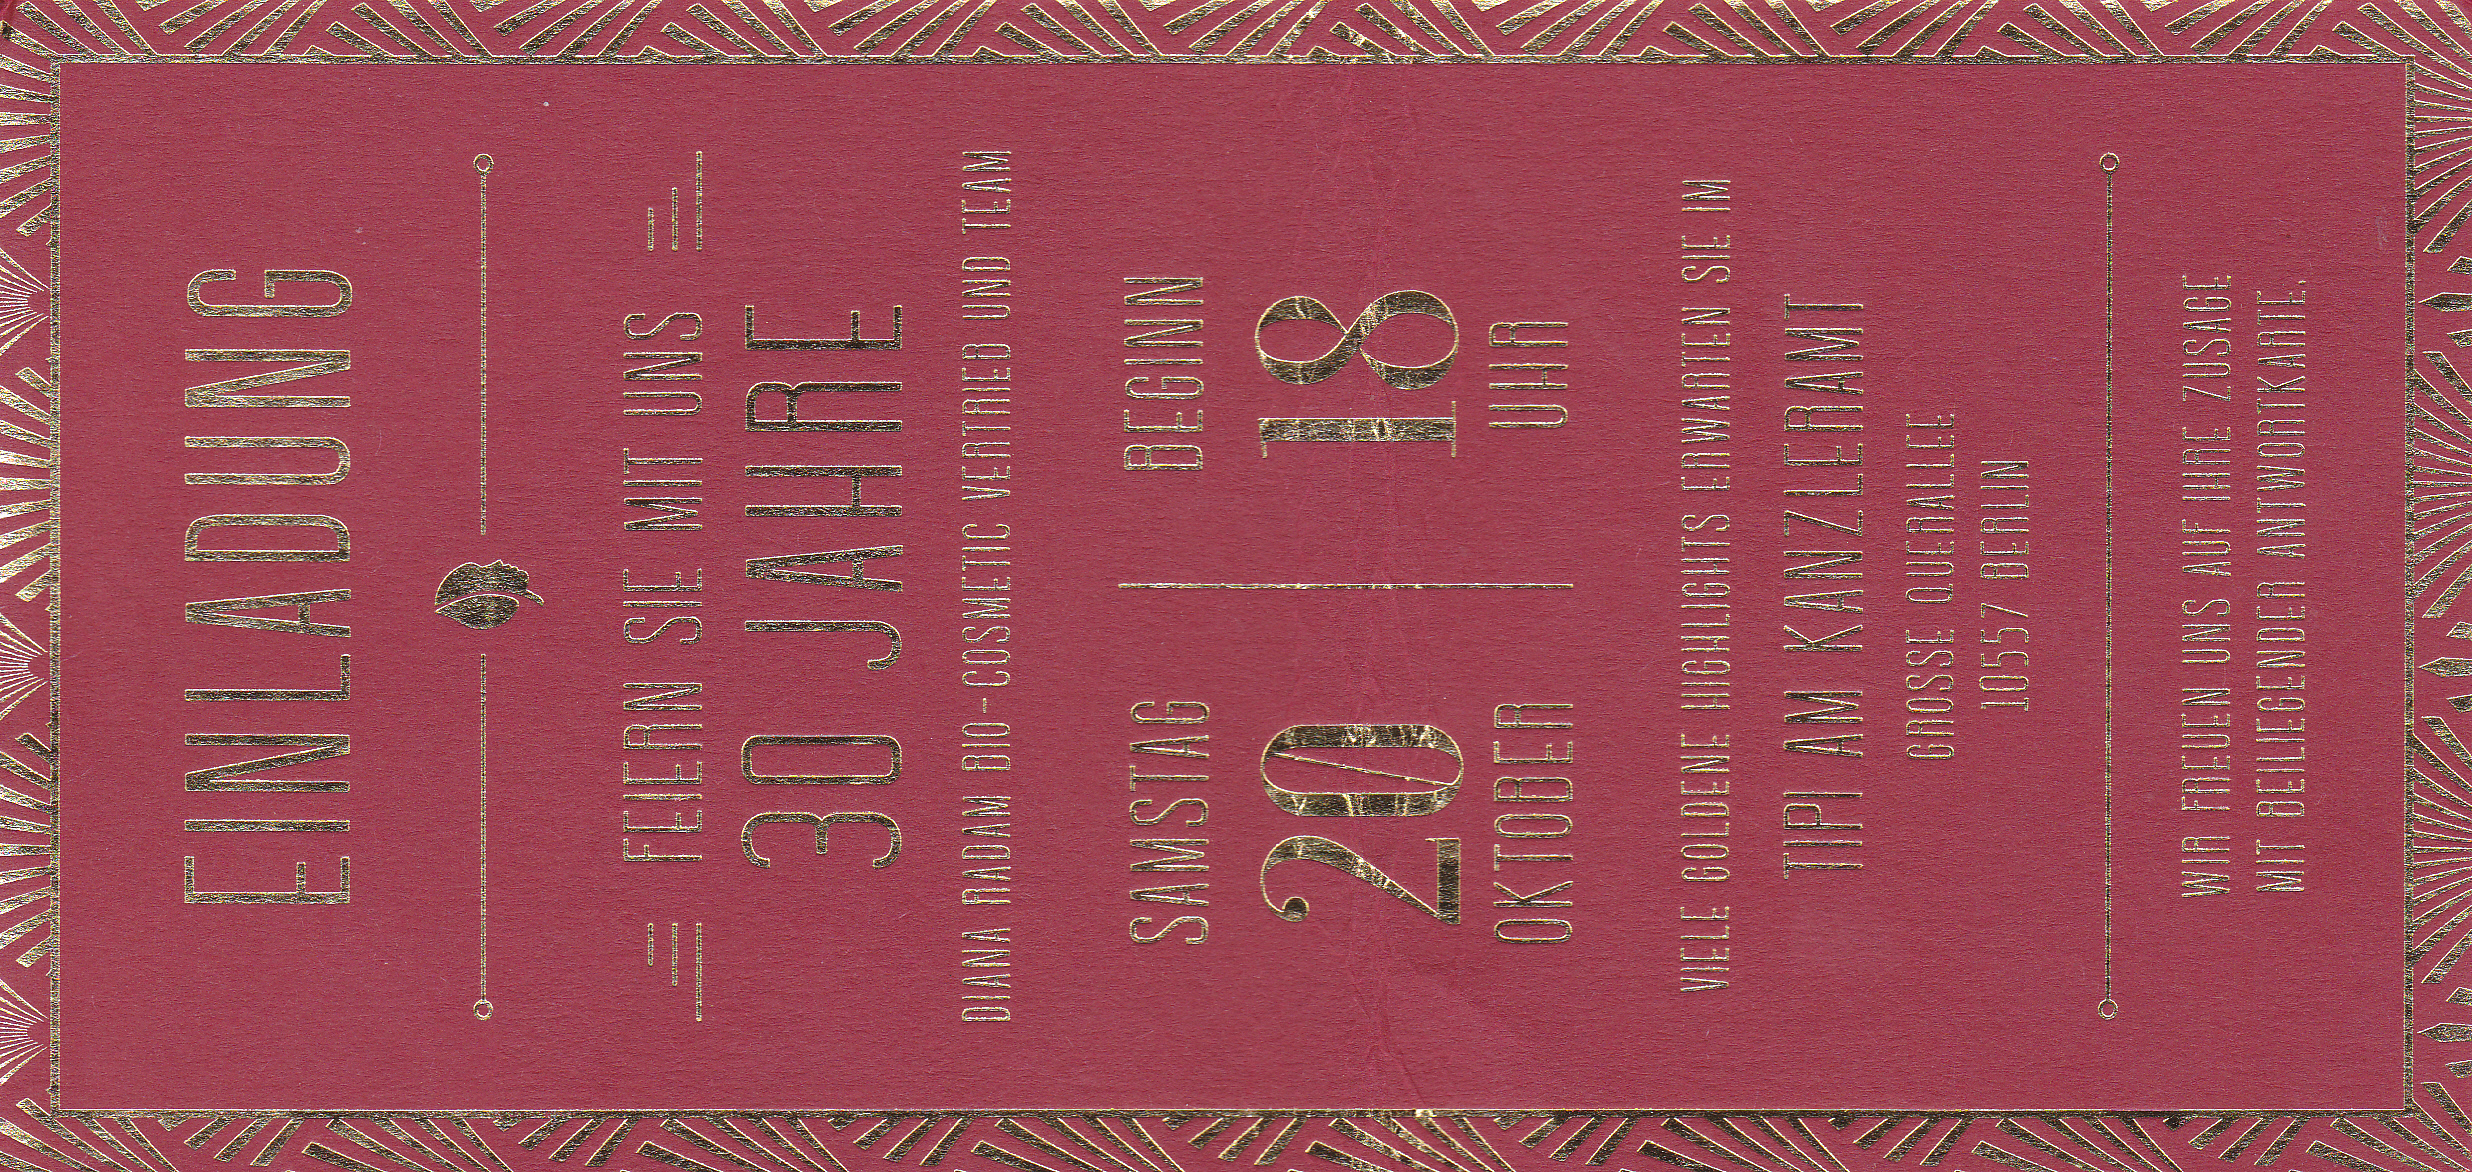 EINLADUNG
FEIERN SIE MIT UNS
30 JAHRE
DIANA RADAM BIO-COSMETIC VERTRIEB UND TEAM
SAMSTAG
20
OKTOBER
BEGINN
18
UHR
VIELE GOLDENE HIGHLIGHTS ERWARTEN SIE IM
TIPI AM KANZLERAMT
GROSSE QUERALLEE
10557 BERLIN
WIR FREUEN UNS AUF IHRE ZUSAGE
MIT BEILIEGENDER ANTWORTKARTE.